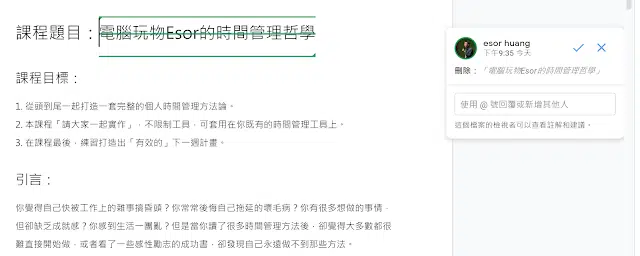 課程題目：電腦玩物Esor的時間管理哲學
課程目標：
1. 從頭到尾一起打造一套完整的個人時間管理方法論。
2. 本課程「請大家一起實作」，不限制工具，可套用在你既有的時間管理工具上。
3. 在課程最後，練習打造出「有效的」下一週計畫。
引言：
你覺得自己快被工作上的雜事搞昏頭？你常常後悔自己拖延的壞毛病？你有很多想做的事情，
但卻缺乏成就感？你感到生活一團亂？但是當你讀了很多時間管理方法後，卻覺得大多數都很
難直接開始做，或者看了一些感性勵志的成功書，卻發現自己永遠做不到那些方法。
esor huang
下午9:35 今天
刪除：「電腦玩物Esor的時間管理哲學」
使用 @ 號回覆或新增其他人
這個檔案的檢視者可以查看註解和建議。